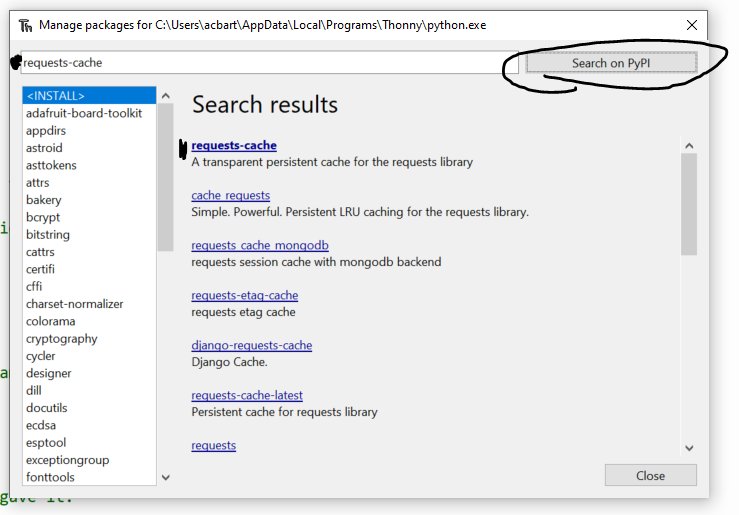 Th Manage packages for C:\Users\acbart\AppData\Local\Programs\Thonny\python.exe
requests-cache
Search on PyPI
<INSTALL>
adafruit-board-toolkit
appdirs
astroid
asttokens
attrs
bakery
bcrypt
bitstring
cattrs
certifi
cffi
charset-normalizer
colorama
cryptography
cycler
designer
dill
docutils
ecdsa
esptool
exceptiongroup
fonttools
Search results
requests-cache
A transparent persistent cache for the requests library
cache_requests
Simple. Powerful. Persistent LRU caching for the requests library.
requests_cache_mongodb
requests session cache with mongodb backend
requests-etag-cache
requests etag cache
django-requests-cache
Django Cache.
requests-cache-latest
Persistent cache for requests library
requests
Close
i
a
gave it.